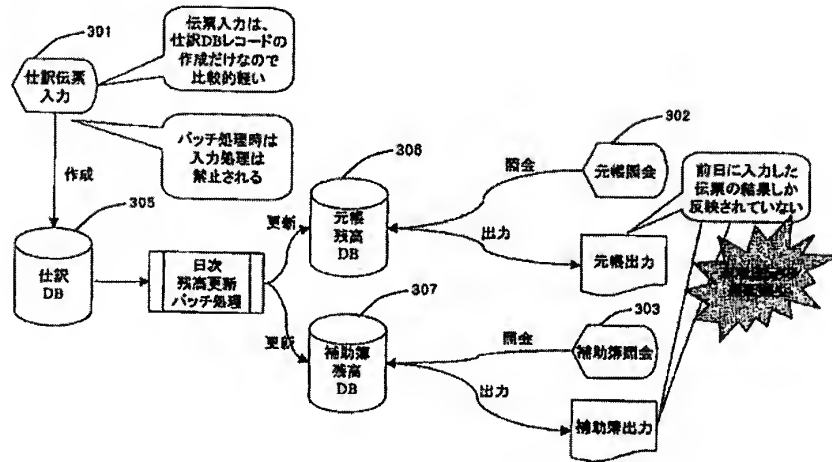 301
伝票入力は、
仕訳DBレコードの
作成だけなので
比較的軽い
仕訳伝票
入力
バッチ処理時は
入力処理は
禁止される
作成
305
仕訳
DB
日次
残高更新
バッチ処理
更新
更新
306
元帳
残高
DB
307
補助簿
残高
DB
照会
出力
302
元帳照会
前日に入力した
伝票の結果しか
反映されていない
元帳出力
照会
出力
303
補助簿照会
補助簿出力